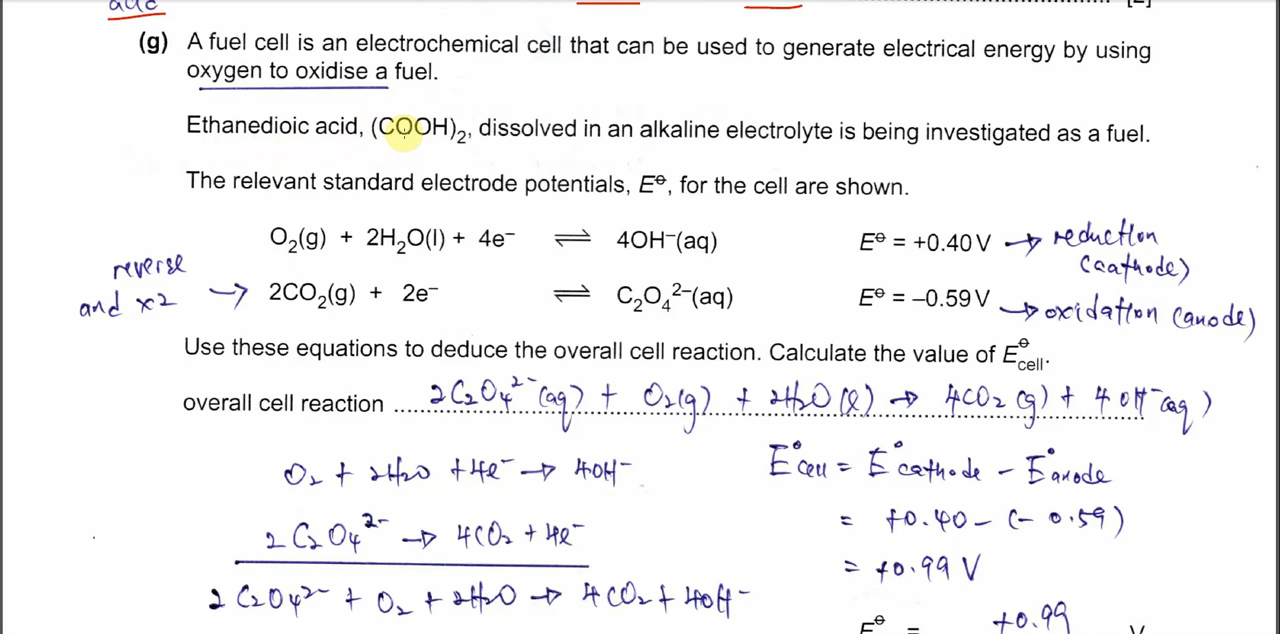 acid
[2]
(g) A fuel cell is an electrochemical cell that can be used to generate electrical energy by using
oxygen to oxidise a fuel.
Ethanedioic acid, (COOH)₂, dissolved in an alkaline electrolyte is being investigated as a fuel.
The relevant standard electrode potentials, E⦵, for the cell are shown.
O₂(g) + 2H₂O(l) + 4e⁻ ⇌ 4OH⁻(aq) E⦵ = +0.40 V → reduction
(cathode)
reverse
and x2 → 2CO₂(g) + 2e⁻ ⇌ C₂O₄²⁻(aq) E⦵ = –0.59 V → oxidation (anode)
Use these equations to deduce the overall cell reaction. Calculate the value of E⦵cell.
overall cell reaction 2C₂O₄²⁻(aq) + O₂(g) + 2H₂O(l) → 4CO₂(g) + 4OH⁻(aq)
O₂ + 2H₂O + 4e⁻ → 4OH⁻
2C₂O₄²⁻ → 4CO₂ + 4e⁻
2C₂O₄²⁻ + O₂ + 2H₂O → 4CO₂ + 4OH⁻
E°cell = E°cathode - E°anode
= +0.40 - (-0.59)
= +0.99 V
E⦵ = +0.99 V